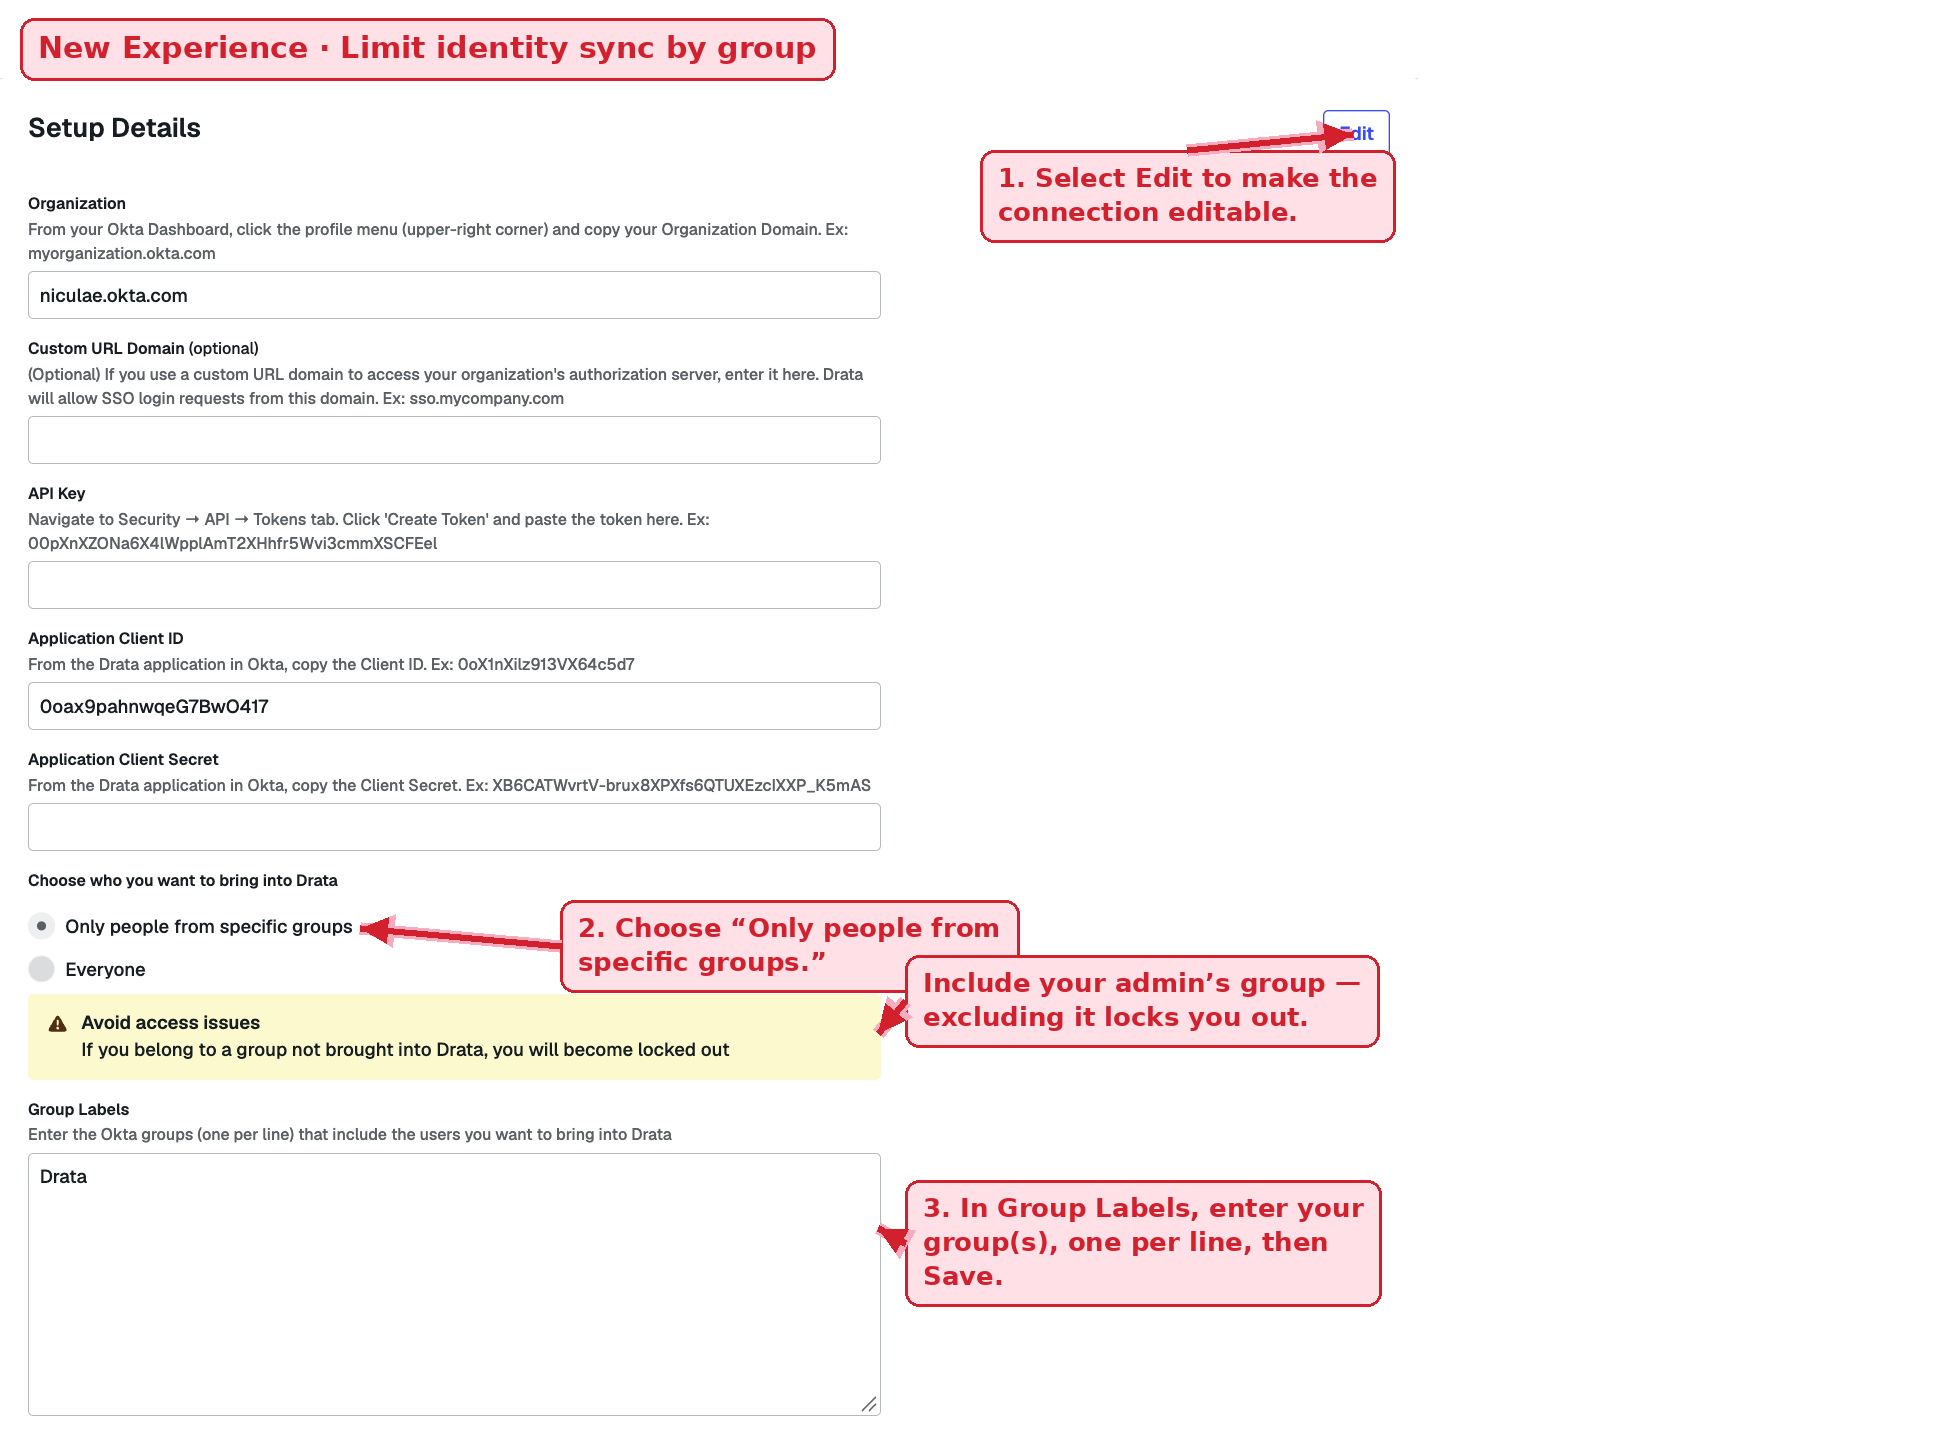 New Experience · Limit identity sync by group
Setup Details
Edit
1. Select Edit to make the
connection editable.
Organization
From your Okta Dashboard, click the profile menu (upper-right corner) and copy your Organization Domain. Ex:
myorganization.okta.com
niculae.okta.com
Custom URL Domain (optional)
(Optional) If you use a custom URL domain to access your organization's authorization server, enter it here. Drata
will allow SSO login requests from this domain. Ex: sso.mycompany.com
API Key
Navigate to Security → API → Tokens tab. Click 'Create Token' and paste the token here. Ex:
00pXnXZONa6X4lWpplAmT2XHhfr5Wvi3cmmXSCFEel
Application Client ID
From the Drata application in Okta, copy the Client ID. Ex: 0oX1nXilz913VX64c5d7
0oax9pahnwqeG7BwO417
Application Client Secret
From the Drata application in Okta, copy the Client Secret. Ex: XB6CATWvrtV-brux8XPXfs6QTUXEzcIXXP_K5mAS
Choose who you want to bring into Drata
Only people from specific groups
2. Choose “Only people from
specific groups.”
Everyone
Include your admin’s group —
excluding it locks you out.
Avoid access issues
If you belong to a group not brought into Drata, you will become locked out
Group Labels
Enter the Okta groups (one per line) that include the users you want to bring into Drata
Drata
3. In Group Labels, enter your
group(s), one per line, then
Save.